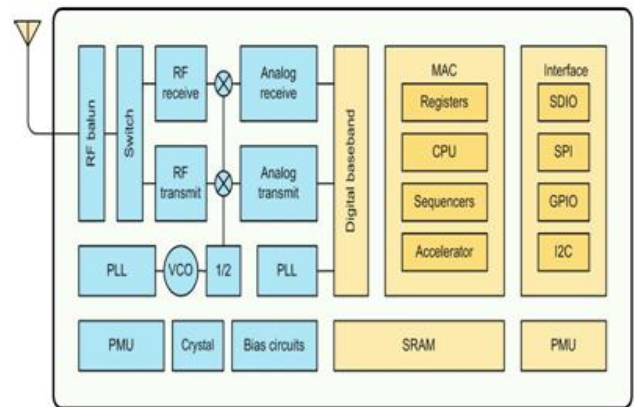 RF balun
Switch
RF
receive
Analog
receive
RF
transmit
Analog
transmit
Digital baseband
PLL
VCO
1/2
PLL
MAC
Registers
CPU
Sequencers
Accelerator
Interface
SDIO
SPI
GPIO
I2C
PMU
Crystal
Bias circuits
SRAM
PMU